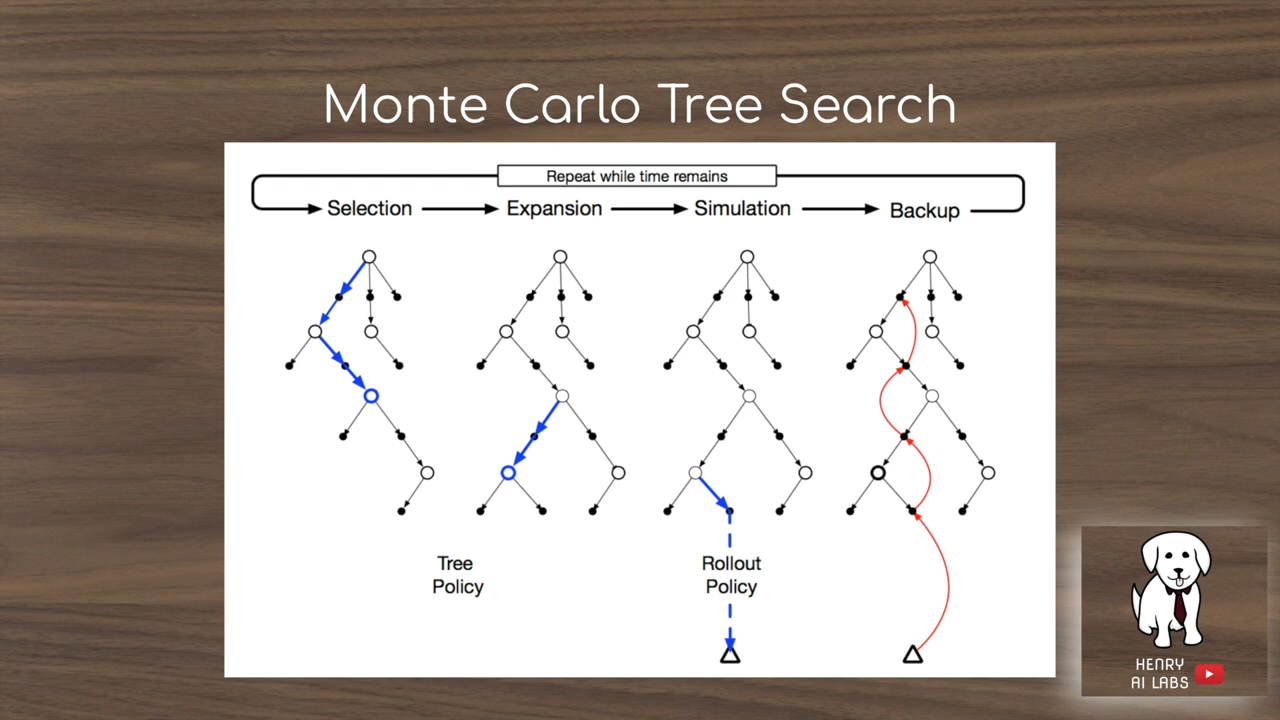 Monte Carlo Tree Search
Repeat while time remains
Selection
Expansion
Simulation
Backup
Tree
Policy
Rollout
Policy
HENRY
AI LABS